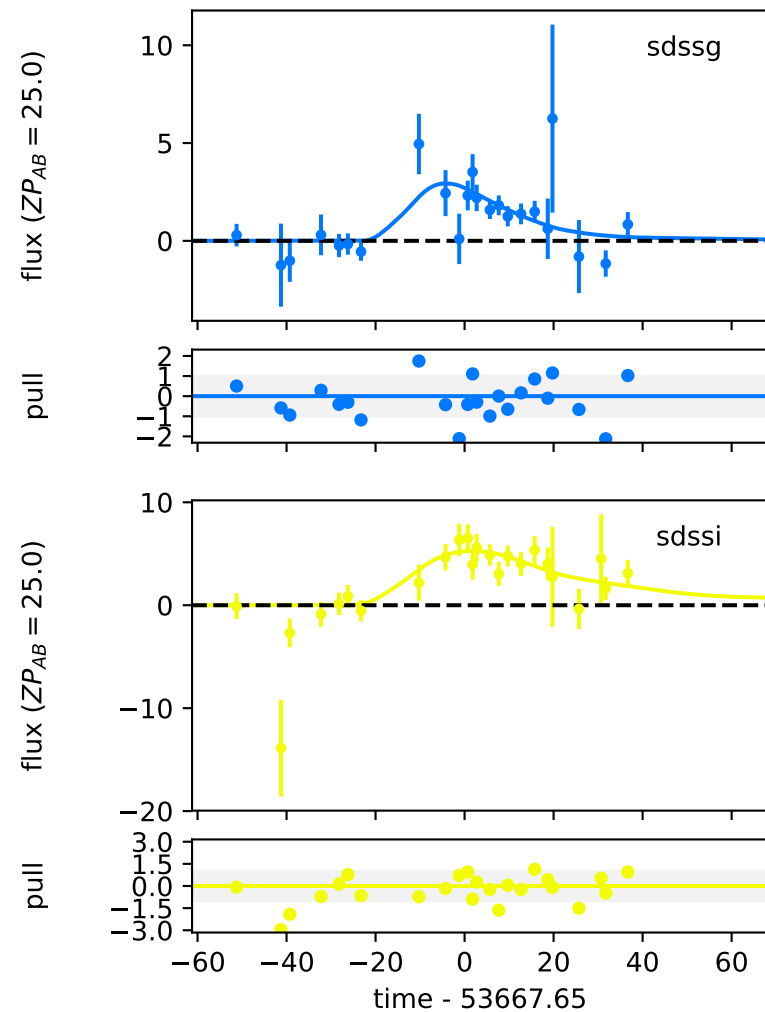 sdssg
flux (ZP_AB = 25.0)
10
5
0
pull
2
1
0
−1
−2
sdssi
flux (ZP_AB = 25.0)
10
0
−10
−20
pull
3.0
1.5
0.0
−1.5
−3.0
−60 −40 −20 0 20 40 60
time - 53667.65